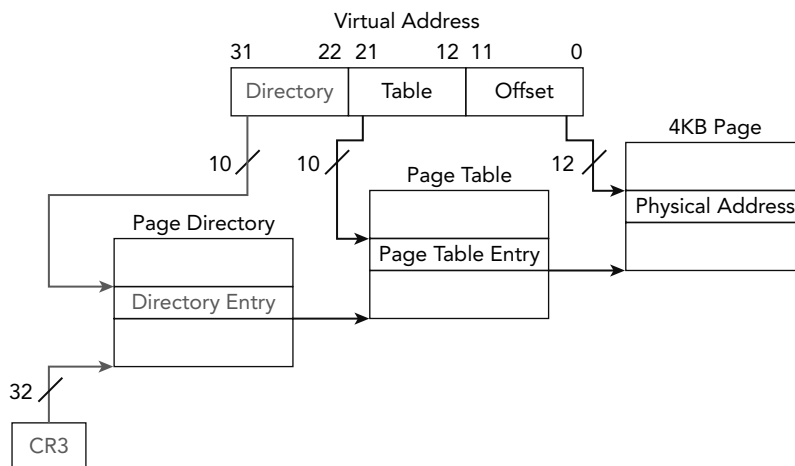 Virtual Address
31 22 21 12 11 0
Directory Table Offset
4KB Page
10 10 12
Page Table
Physical Address
Page Directory
Page Table Entry
Directory Entry
32
CR3